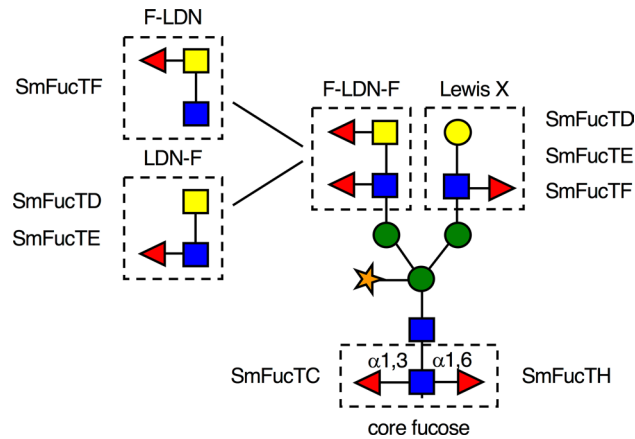 F-LDN
SmFucTF
F-LDN-F
Lewis X
SmFucTD
SmFucTE
SmFucTF
LDN-F
SmFucTD
SmFucTE
α1,3
α1,6
SmFucTC
SmFucTH
core fucose